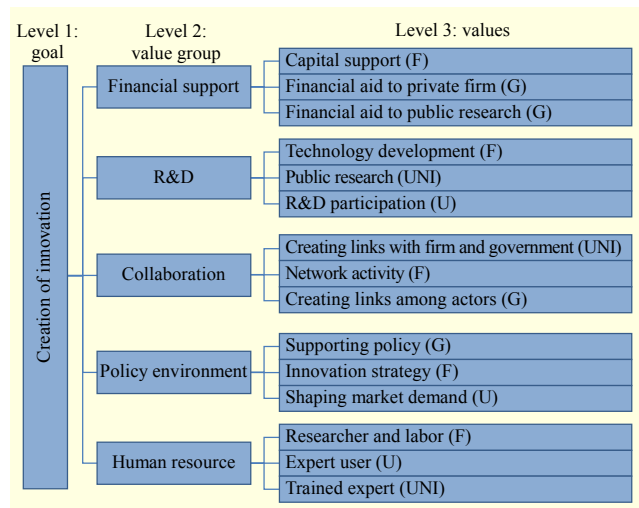 Level 1:
goal
Level 2:
value group
Level 3: values
Creation of innovation
Financial support
Capital support (F)
Financial aid to private firm (G)
Financial aid to public research (G)
R&D
Technology development (F)
Public research (UNI)
R&D participation (U)
Collaboration
Creating links with firm and government (UNI)
Network activity (F)
Creating links among actors (G)
Policy environment
Supporting policy (G)
Innovation strategy (F)
Shaping market demand (U)
Human resource
Researcher and labor (F)
Expert user (U)
Trained expert (UNI)